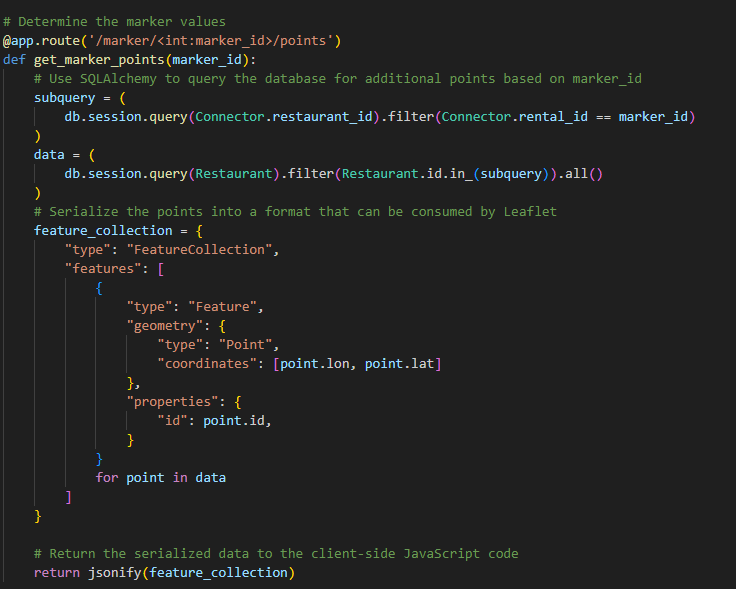 # Determine the marker values
@app.route('/marker/<int:marker_id>/points')
def get_marker_points(marker_id):
    # Use SQLAlchemy to query the database for additional points based on marker_id
    subquery = (
        db.session.query(Connector.restaurant_id).filter(Connector.rental_id == marker_id)
    )
    data = (
        db.session.query(Restaurant).filter(Restaurant.id.in_(subquery)).all()
    )
    # Serialize the points into a format that can be consumed by Leaflet
    feature_collection = {
        "type": "FeatureCollection",
        "features": [
            {
                "type": "Feature",
                "geometry": {
                    "type": "Point",
                    "coordinates": [point.lon, point.lat]
                },
                "properties": {
                    "id": point.id,
                }
            }
            for point in data
        ]
    }
    # Return the serialized data to the client-side JavaScript code
    return jsonify(feature_collection)